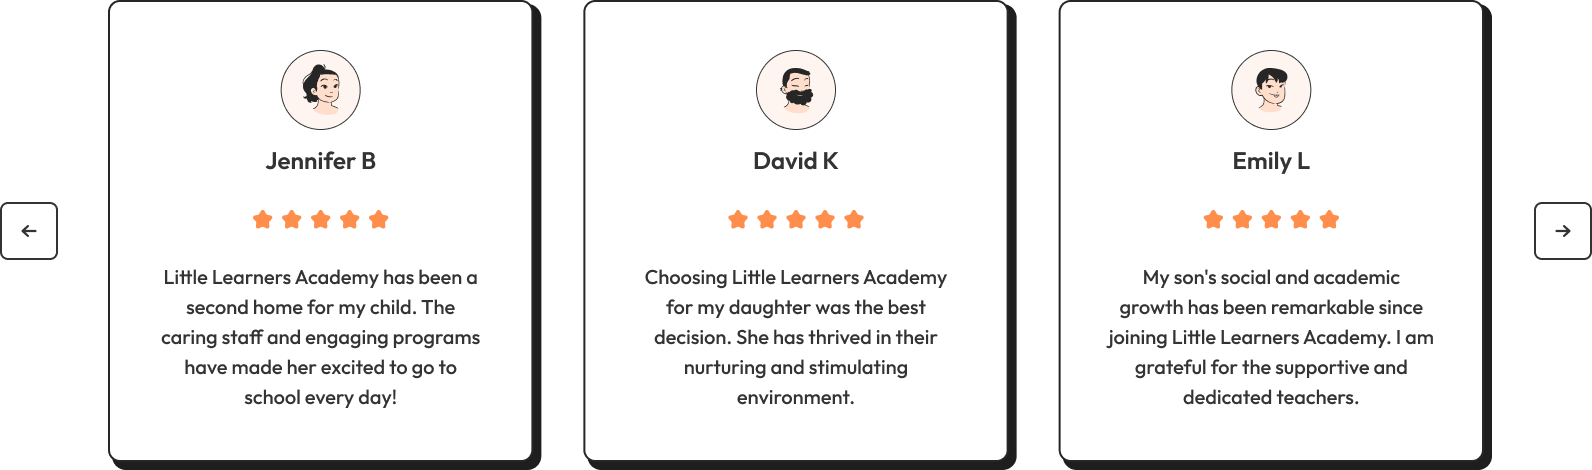 Jennifer B
Little Learners Academy has been a
second home for my child. The
caring staff and engaging programs
have made her excited to go to
school every day!
David K
Choosing Little Learners Academy
for my daughter was the best
decision. She has thrived in their
nurturing and stimulating
environment.
Emily L
My son's social and academic
growth has been remarkable since
joining Little Learners Academy. I am
grateful for the supportive and
dedicated teachers.